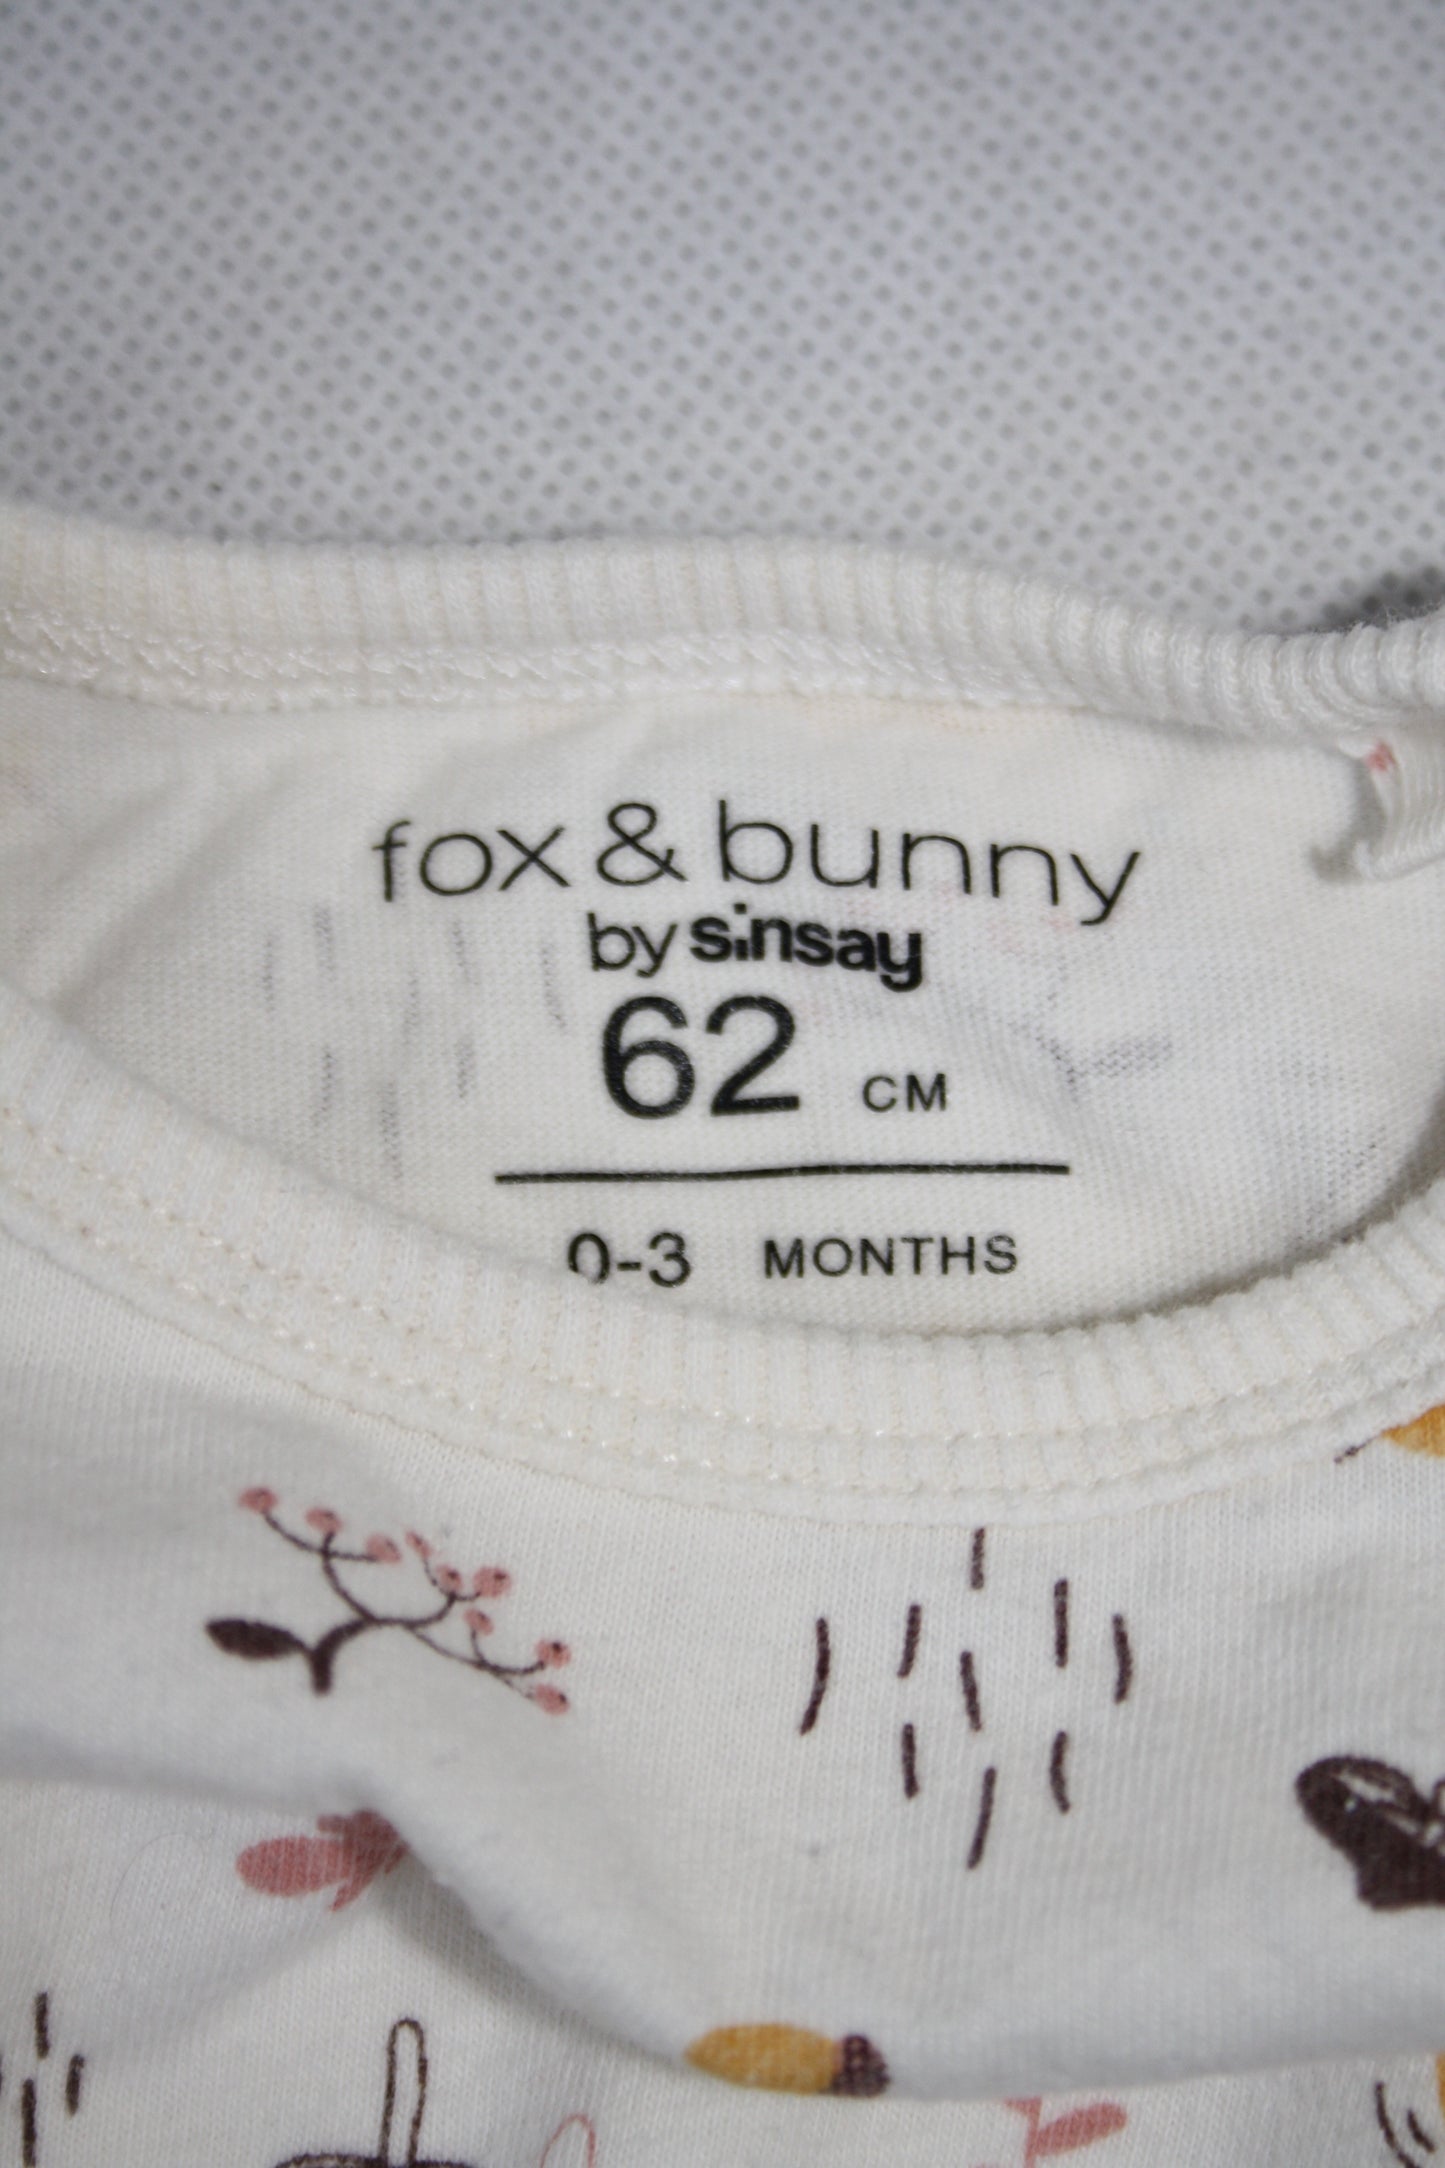 fox & bunny
by sinsay
62 CM
0-3 MONTHS